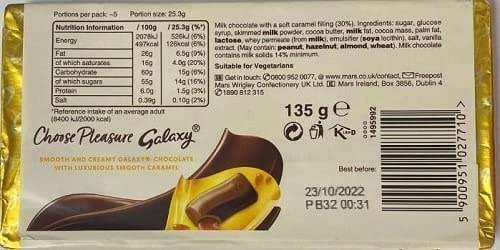 Portions per pack: ~5   Portion size: 25.3g
Nutrition Information /100g /25.3g (%*)
Energy 2078kJ 526kJ (6%)
497kcal 126kcal (6%)
Fat 26g 6.5g (9%)
of which saturates 16g 4.0g (20%)
Carbohydrate 60g 15g (6%)
of which sugars 55g 14g (16%)
Protein 6.0g 1.5g (3%)
Salt 0.39g 0.10g (2%)
*Reference intake of an average adult
(8400 kJ/2000 kcal)
Milk chocolate with a soft caramel filling (30%). Ingredients: sugar, glucose
syrup, skimmed milk powder, cocoa butter, milk fat, cocoa mass, palm fat,
lactose, whey permeate (from milk), emulsifier (soya lecithin), salt, vanilla
extract. (May contain: peanut, hazelnut, almond, wheat). Milk chocolate
contains milk solids 14% minimum.
Suitable for Vegetarians
GB Get in touch: 0800 952 0077, @ www.mars.co.uk/contact, Freepost
Mars Wrigley Confectionery UK Ltd. IE Mars Ireland, Box 3856, Dublin 4
1890 812 315
135 g e
KLBD
1495992
Choose Pleasure Galaxy®
SMOOTH AND CREAMY GALAXY® CHOCOLATE
WITH LUXURIOUS SMOOTH CARAMEL
Best before:
23/10/2022
PB32 00:31
5 900951 027710 >